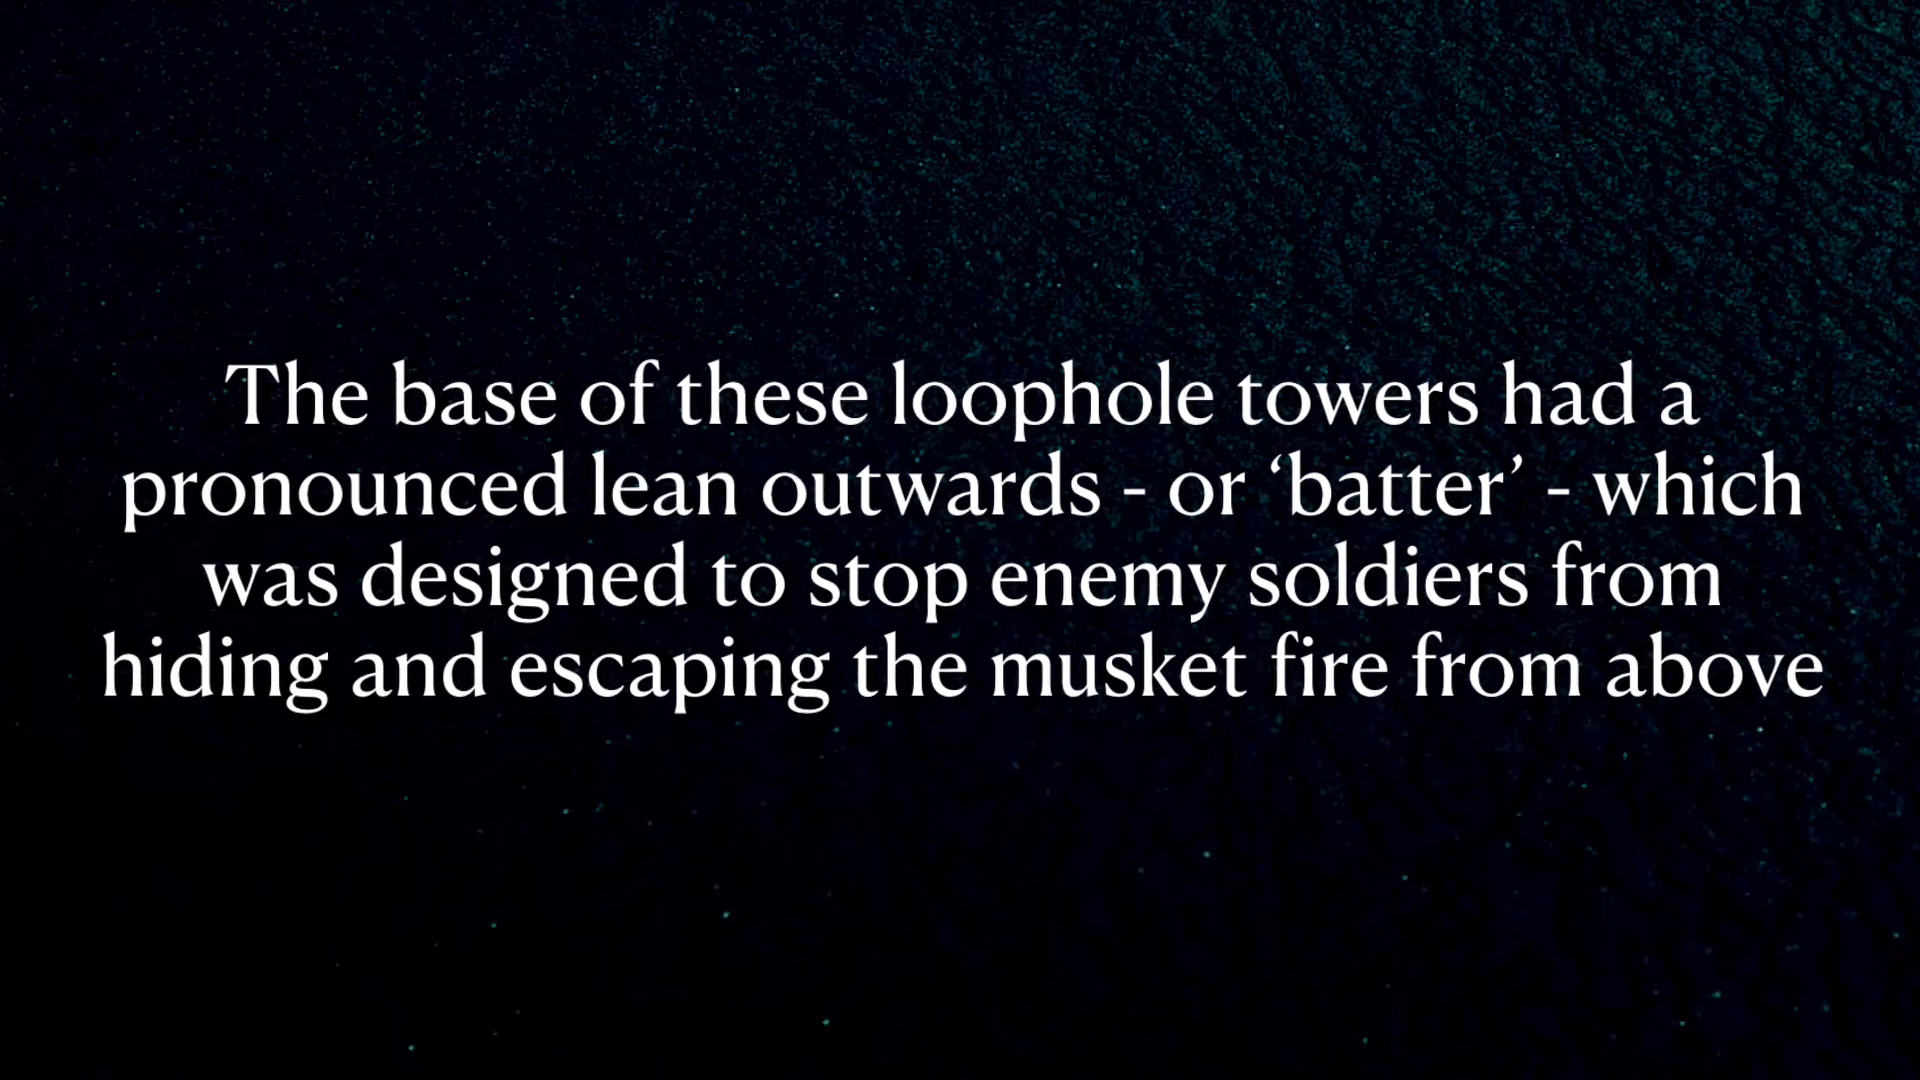 The base of these loophole towers had a
pronounced lean outwards - or ‘batter’ - which
was designed to stop enemy soldiers from
hiding and escaping the musket fire from above